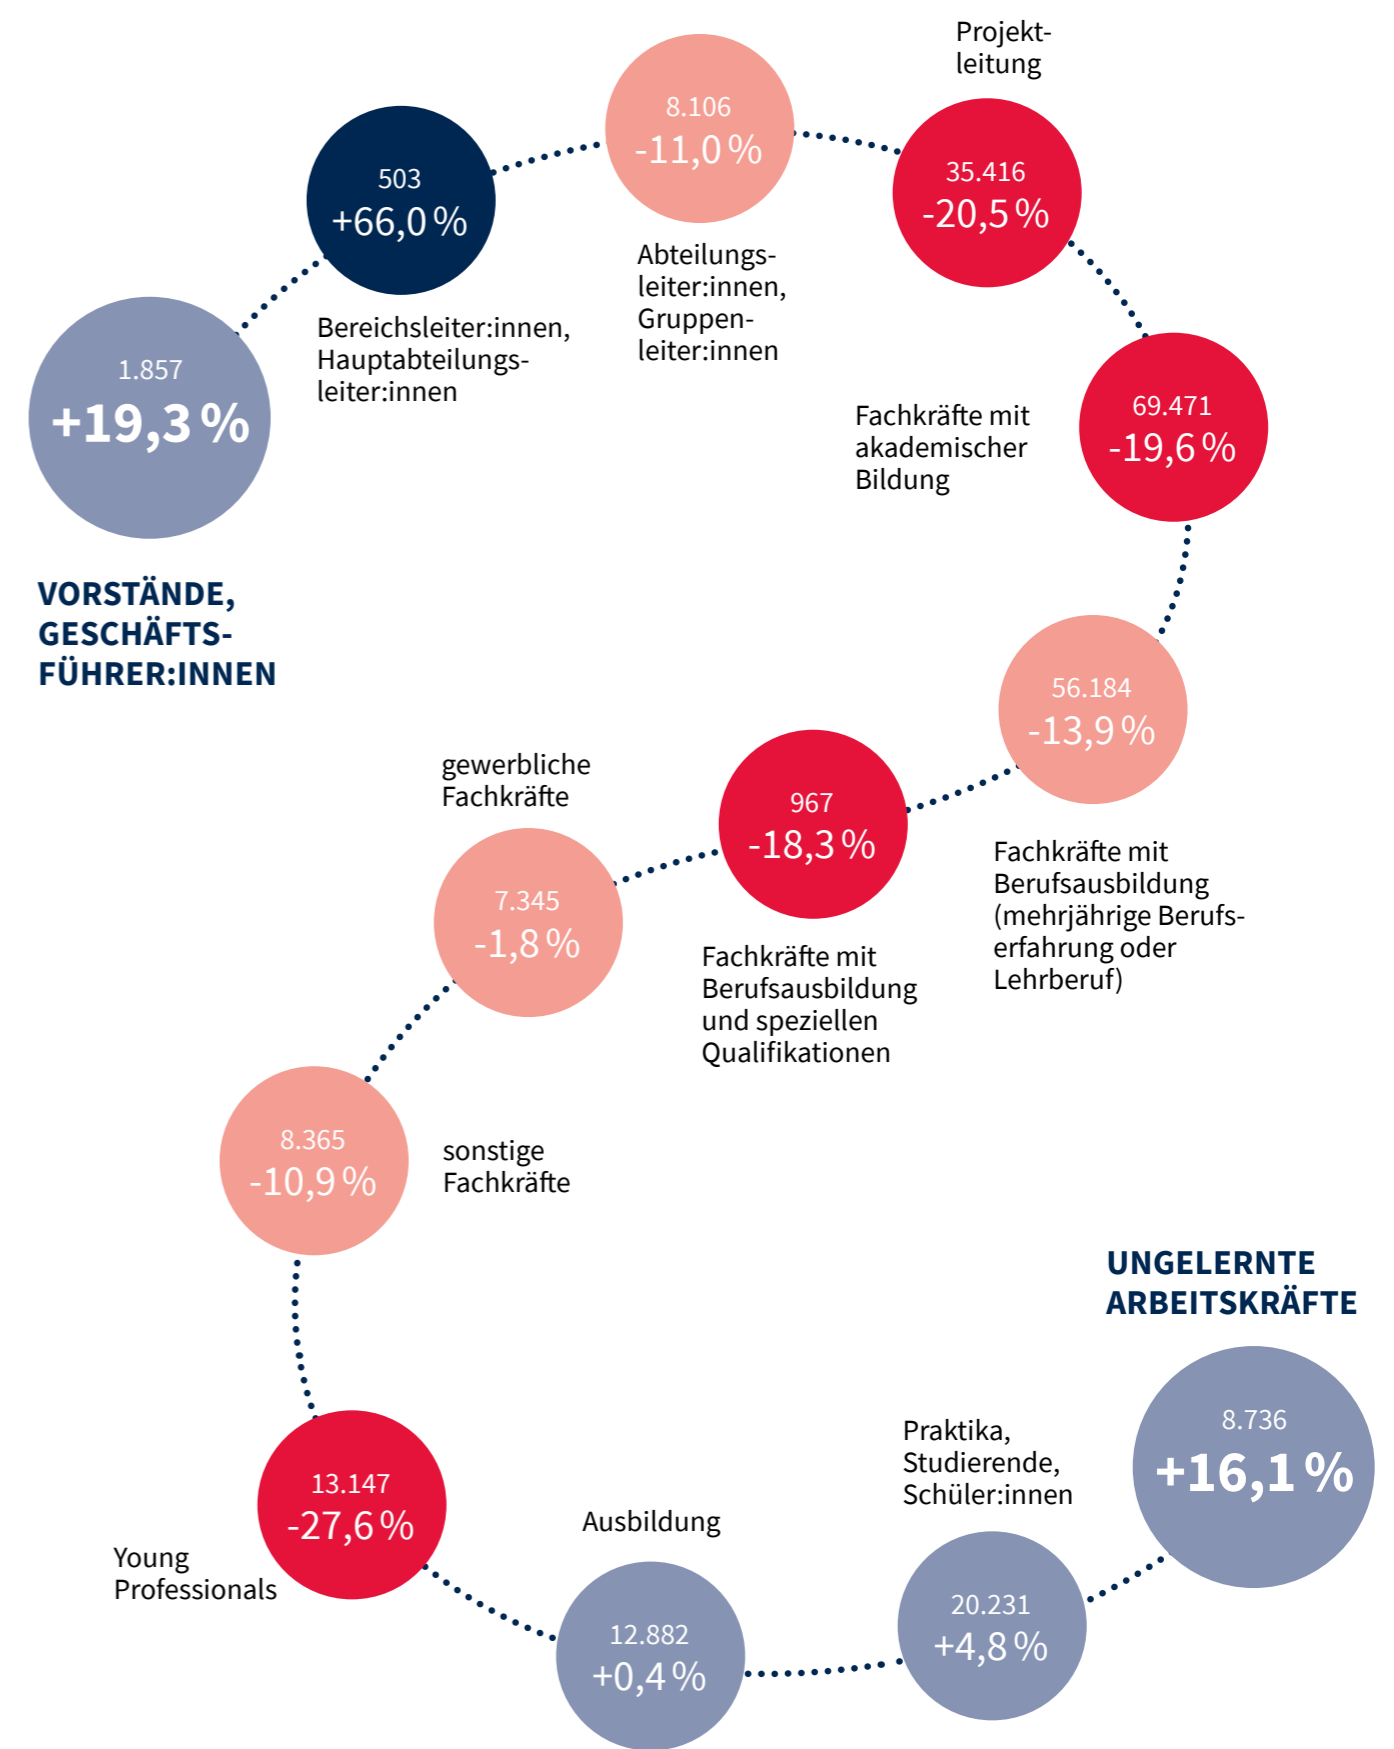 1.857
+19,3 %
VORSTÄNDE,
GESCHÄFTS-
FÜHRER:INNEN
503
+66,0 %
Bereichsleiter:innen,
Hauptabteilungs-
leiter:innen
8.106
-11,0 %
Abteilungs-
leiter:innen,
Gruppen-
leiter:innen
Projekt-
leitung
35.416
-20,5 %
Fachkräfte mit
akademischer
Bildung
69.471
-19,6 %
56.184
-13,9 %
Fachkräfte mit
Berufsausbildung
(mehrjährige Berufs-
erfahrung oder
Lehrberuf)
967
-18,3 %
Fachkräfte mit
Berufsausbildung
und speziellen
Qualifikationen
gewerbliche
Fachkräfte
7.345
-1,8 %
8.365
-10,9 %
sonstige
Fachkräfte
13.147
-27,6 %
Young
Professionals
Ausbildung
12.882
+0,4 %
Praktika,
Studierende,
Schüler:innen
20.231
+4,8 %
UNGELERNTE
ARBEITSKRÄFTE
8.736
+16,1 %